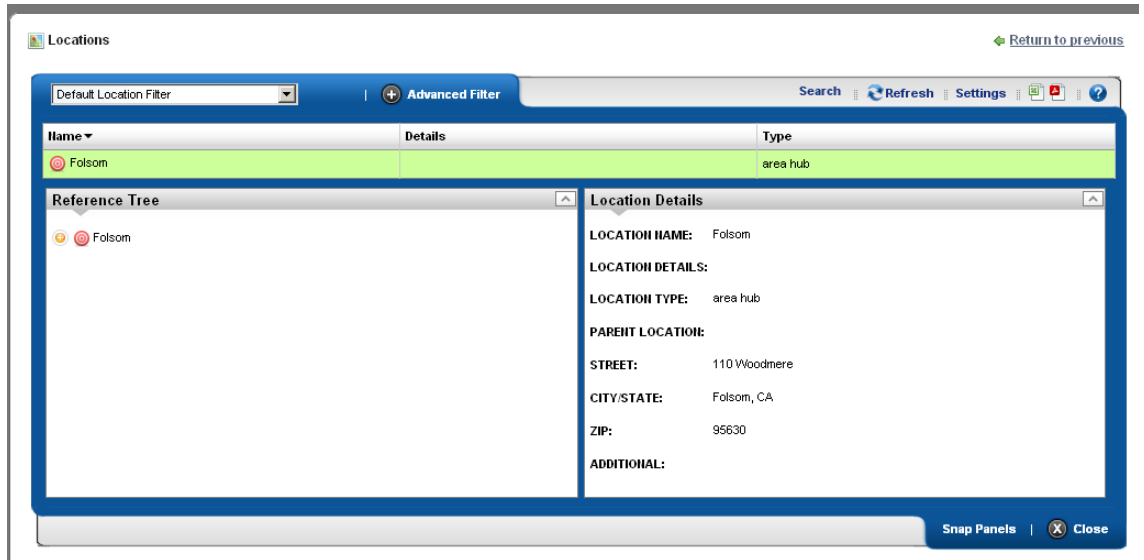 Locations
Return to previous
Default Location Filter | Advanced Filter Search Refresh Settings
Name Details Type
Folsom area hub
Reference Tree
Folsom
Location Details
LOCATION NAME: Folsom
LOCATION DETAILS:
LOCATION TYPE: area hub
PARENT LOCATION:
STREET: 110 Woodmere
CITY/STATE: Folsom, CA
ZIP: 95630
ADDITIONAL:
Snap Panels | X Close